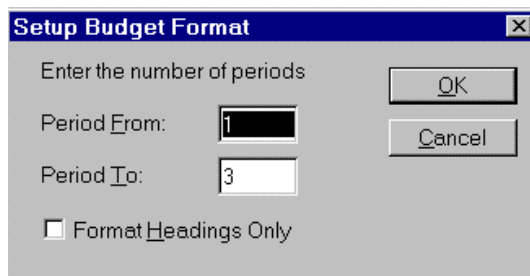 Setup Budget Format
Enter the number of periods
OK
Period From: 1
Cancel
Period To: 3
Format Headings Only